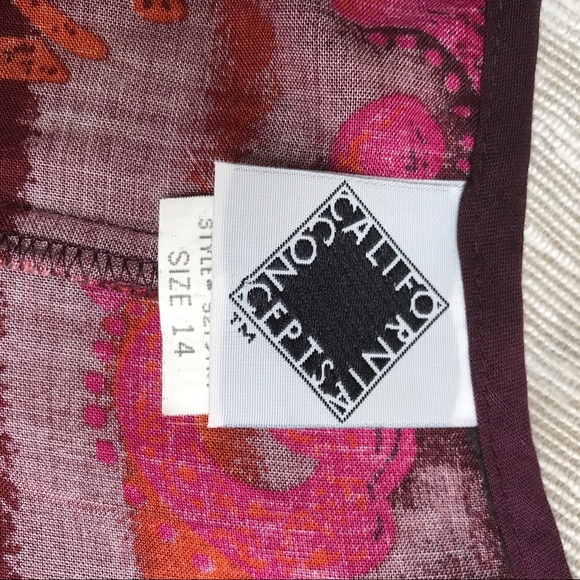 CALIFORNIA
CONCEPTS
TM
STYLE#
SIZE 14